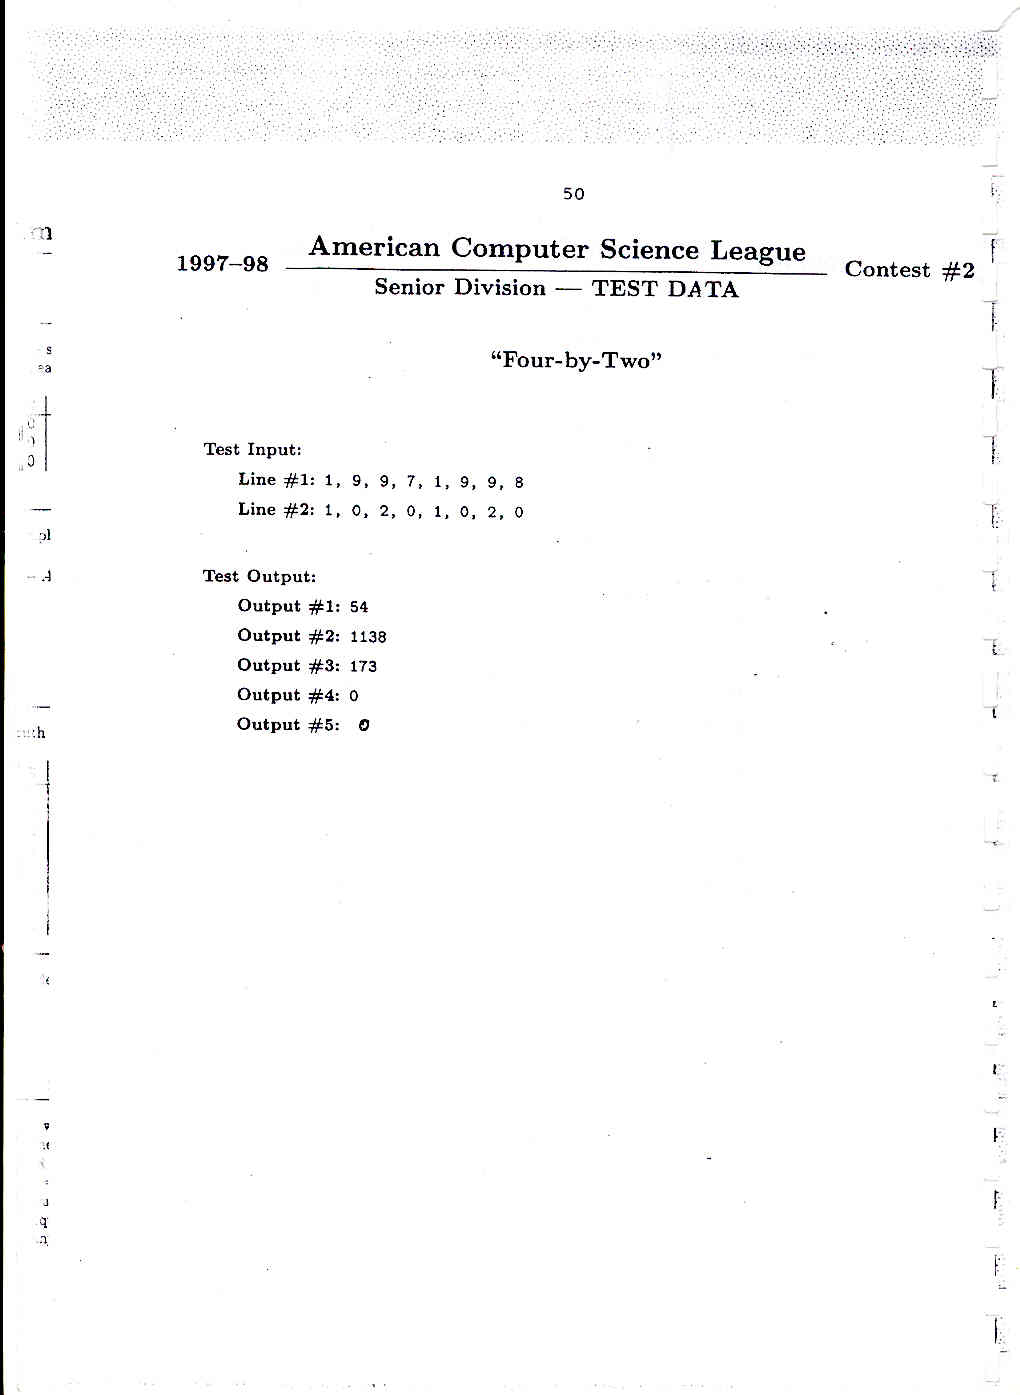 50
1997–98 American Computer Science League Contest #2
Senior Division — TEST DATA
“Four-by-Two”
Test Input:
Line #1: 1, 9, 9, 7, 1, 9, 9, 8
Line #2: 1, 0, 2, 0, 1, 0, 2, 0
Test Output:
Output #1: 54
Output #2: 1138
Output #3: 173
Output #4: 0
Output #5: 0